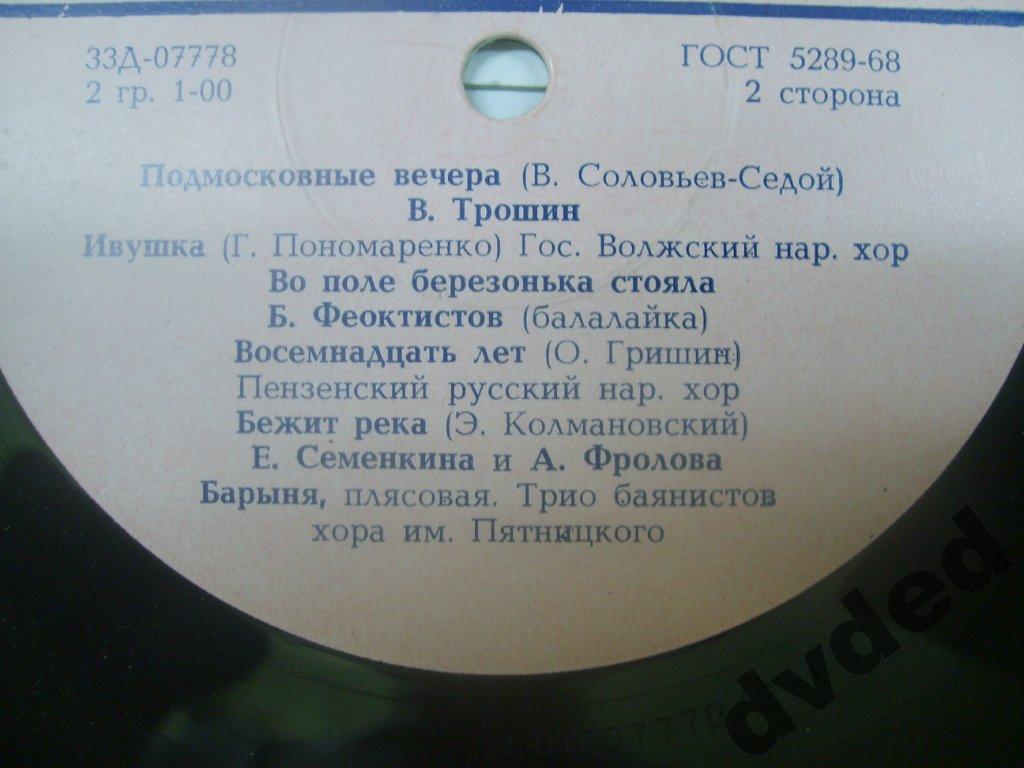 33Д-07778 ГОСТ 5289-68
2 гр. 1-00 2 сторона
Подмосковные вечера (В. Соловьев-Седой)
В. Трошин
Ивушка (Г. Пономаренко) Гос. Волжский нар. хор
Во поле березонька стояла
Б. Феоктистов (балалайка)
Восемнадцать лет (О. Гришин)
Пензенский русский нар. хор
Бежит река (Э. Колмановский)
Е. Семенкина и А. Фролова
Барыня, плясовая. Трио баянистов
хора им. Пятницкого
dvded